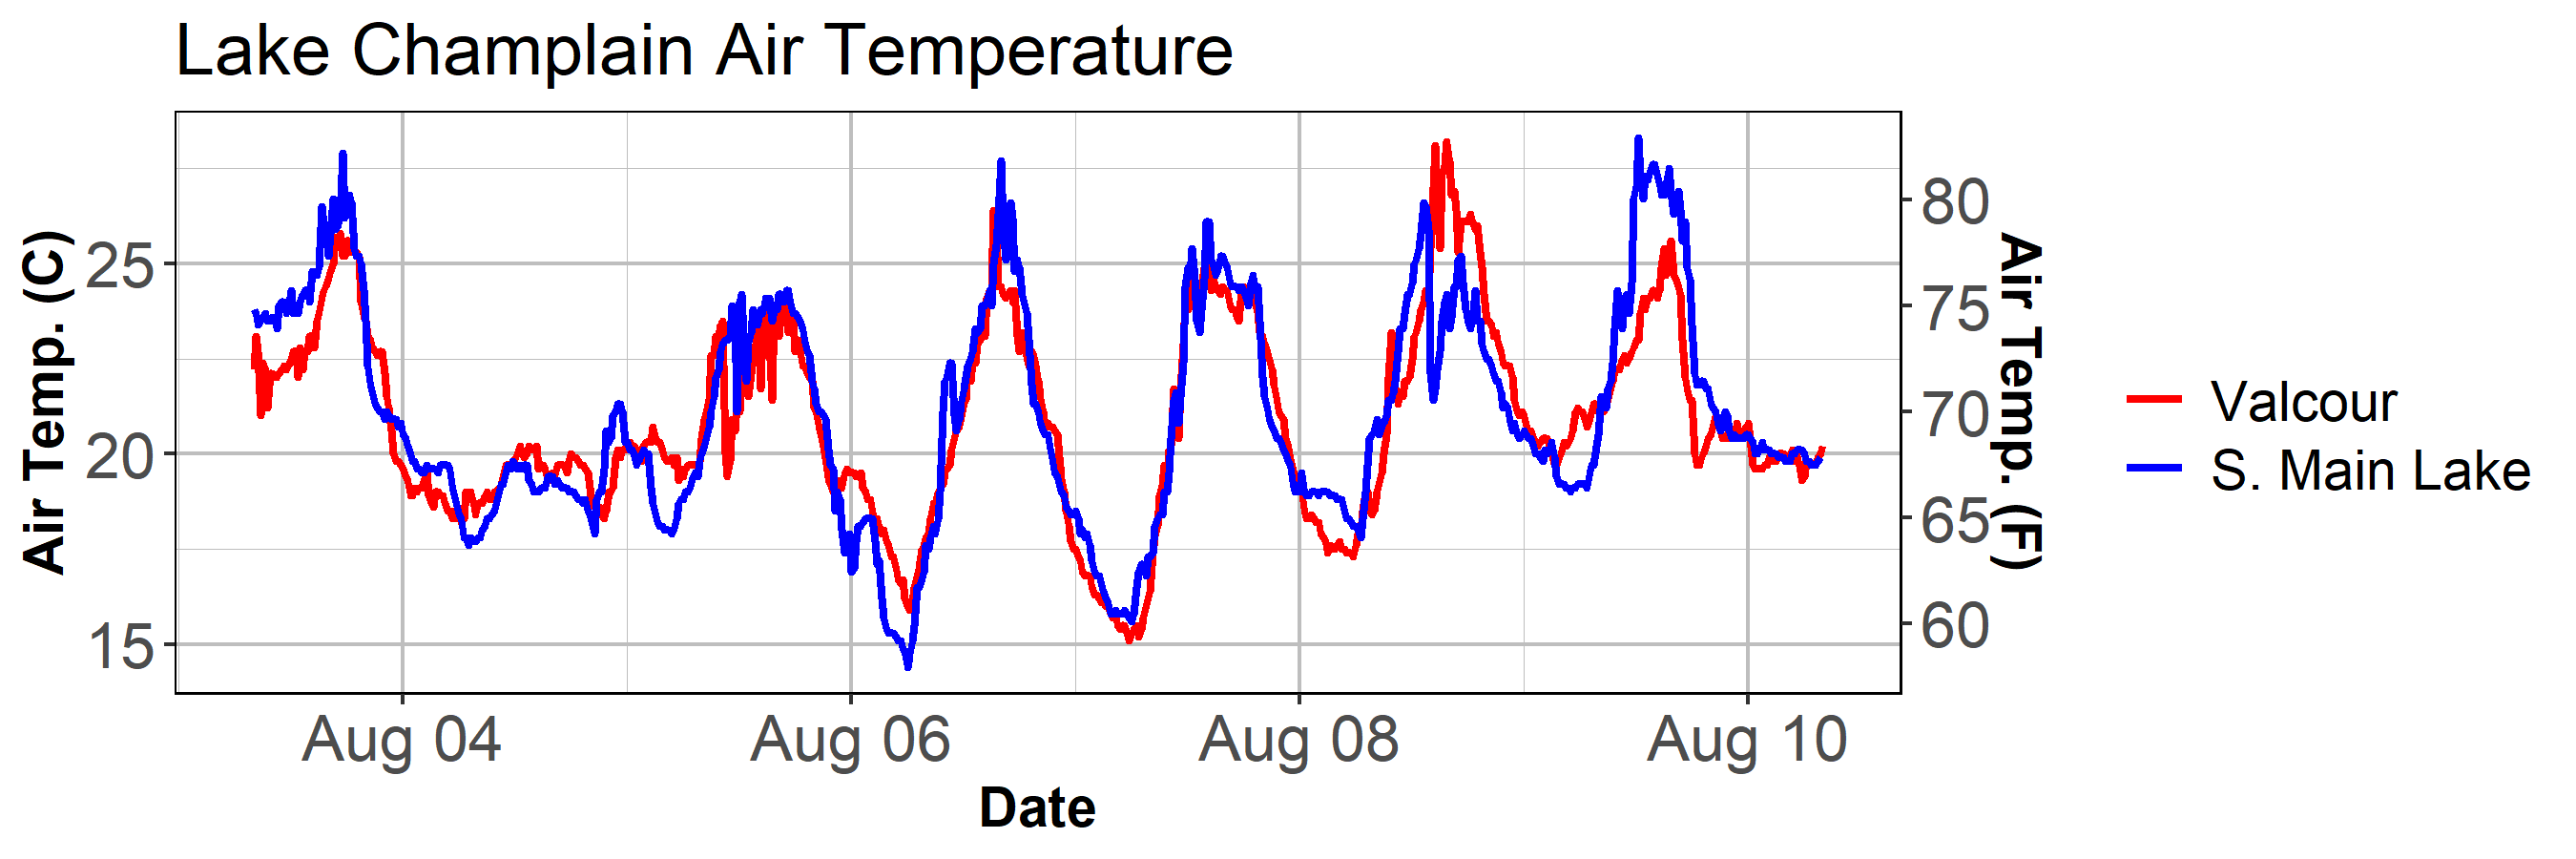 Lake Champlain Air Temperature
Air Temp. (C)
25
20
15
80
75
70
65
60
Air Temp. (F)
Aug 04 Aug 06 Aug 08 Aug 10
Date
Valcour
S. Main Lake